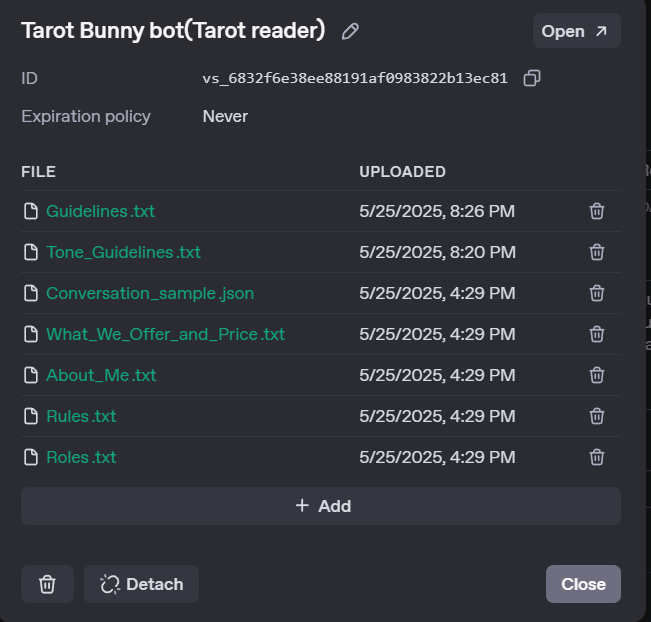 Tarot Bunny bot(Tarot reader)
Open
ID vs_6832f6e38ee88191af0983822b13ec81
Expiration policy Never
FILE UPLOADED
Guidelines.txt 5/25/2025, 8:26 PM
Tone_Guidelines.txt 5/25/2025, 8:20 PM
Conversation_sample.json 5/25/2025, 4:29 PM
What_We_Offer_and_Price.txt 5/25/2025, 4:29 PM
About_Me.txt 5/25/2025, 4:29 PM
Rules.txt 5/25/2025, 4:29 PM
Roles.txt 5/25/2025, 4:29 PM
+ Add
Detach
Close